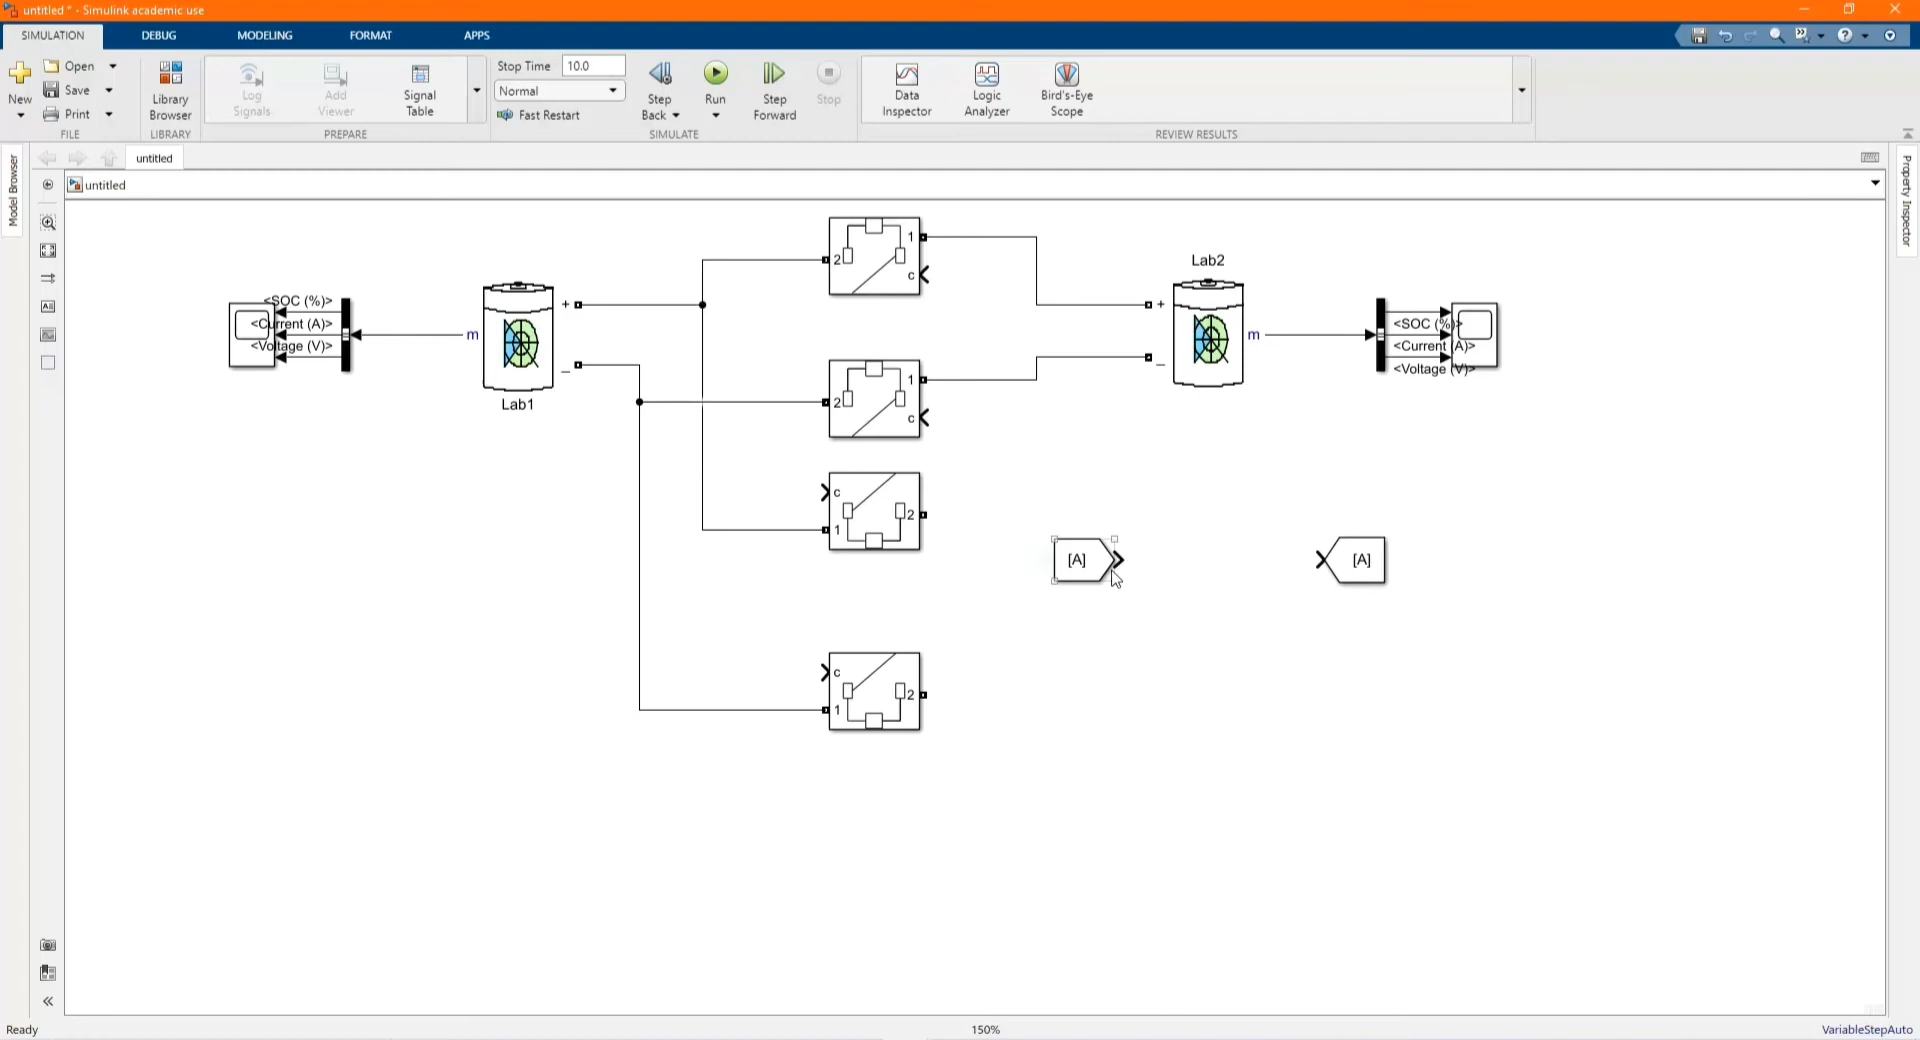 untitled * - Simulink academic use
SIMULATION DEBUG MODELING FORMAT APPS
New
Open
Save
Print
FILE
Library Browser
LIBRARY
Log Signals
Add Viewer
Signal Table
PREPARE
Stop Time 10.0
Normal
Fast Restart
Step Back
Run
Step Forward
Stop
SIMULATE
Data Inspector
Logic Analyzer
Bird's-Eye Scope
REVIEW RESULTS
Model Browser
untitled
untitled
Property Inspector
<SOC (%)>
<Current (A)>
<Voltage (V)>
m
+
_
Lab1
1
2
c
1
2
c
c
2
1
c
2
1
Lab2
+
_
m
<SOC (%)>
<Current (A)>
<Voltage (V)>
[A]
[A]
Ready 150% VariableStepAuto